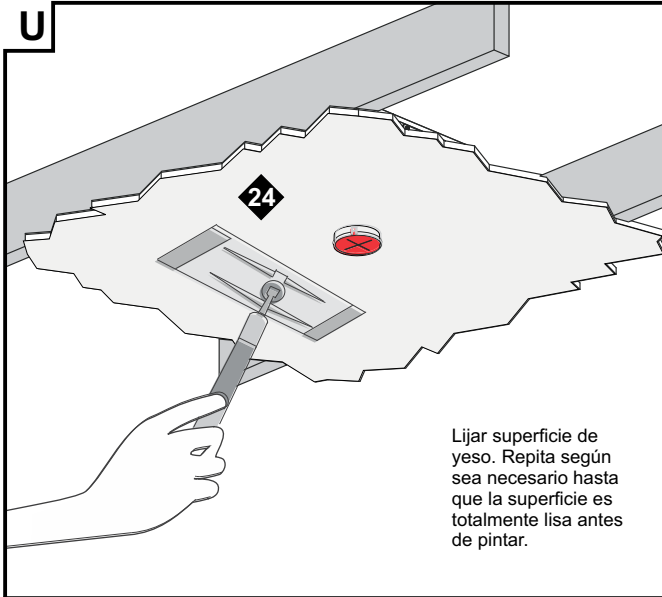 U
24
Lijar superficie de
yeso. Repita según
sea necesario hasta
que la superficie es
totalmente lisa antes
de pintar.